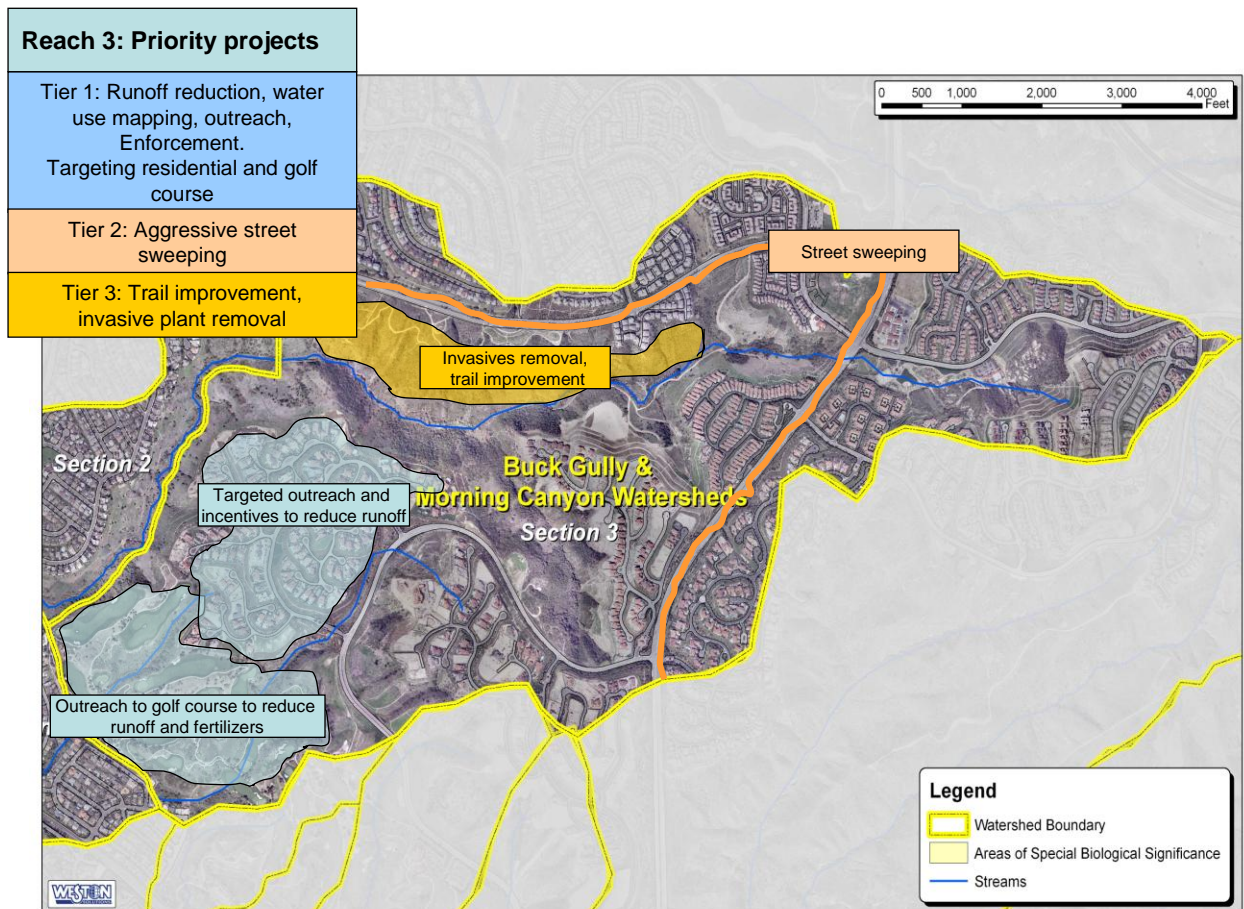 Reach 3: Priority projects
Tier 1: Runoff reduction, water
use mapping, outreach,
Enforcement.
Targeting residential and golf
course
Tier 2: Aggressive street
sweeping
Tier 3: Trail improvement,
invasive plant removal
0 500 1,000 2,000 3,000 4,000
Feet
Street sweeping
Invasives removal,
trail improvement
Section 2
Targeted outreach and
incentives to reduce runoff
Buck Gully &
Morning Canyon Watersheds
Section 3
Outreach to golf course to reduce
runoff and fertilizers
Legend
Watershed Boundary
Areas of Special Biological Significance
Streams
WESTON
SOLUTIONS